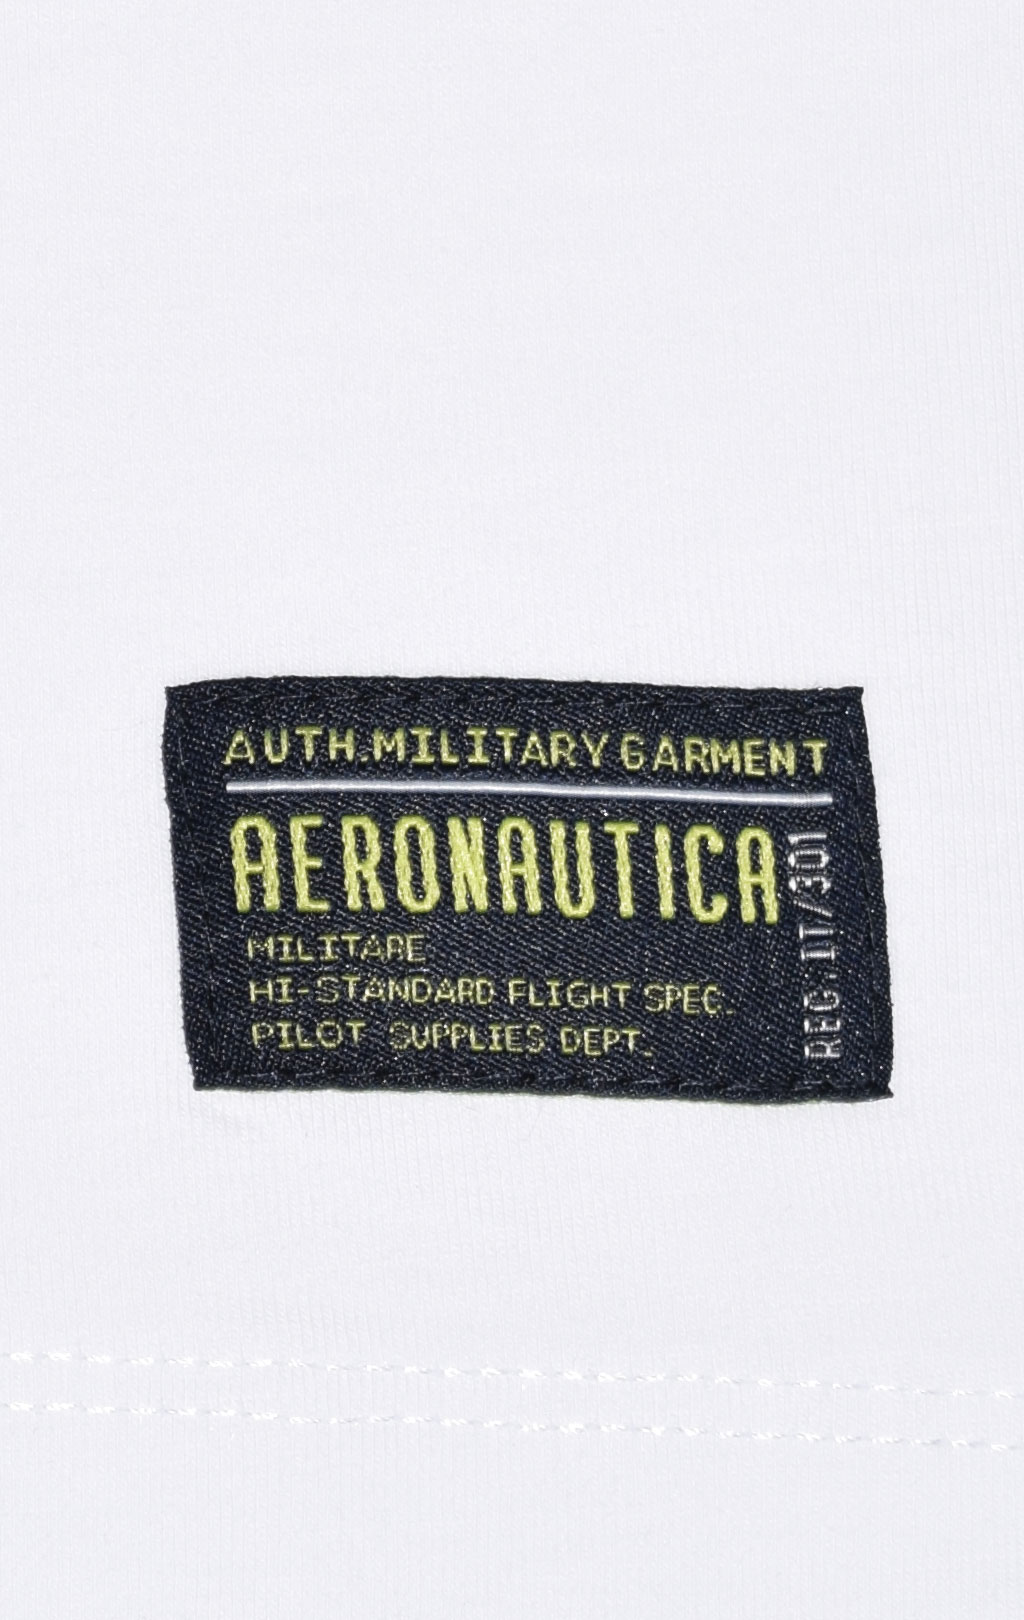 AUTH.MILITARY GARMENT
AERONAUTICA
MILITARE
HI-STANDARD FLIGHT SPEC.
PILOT SUPPLIES DEPT.
REG.IT/301